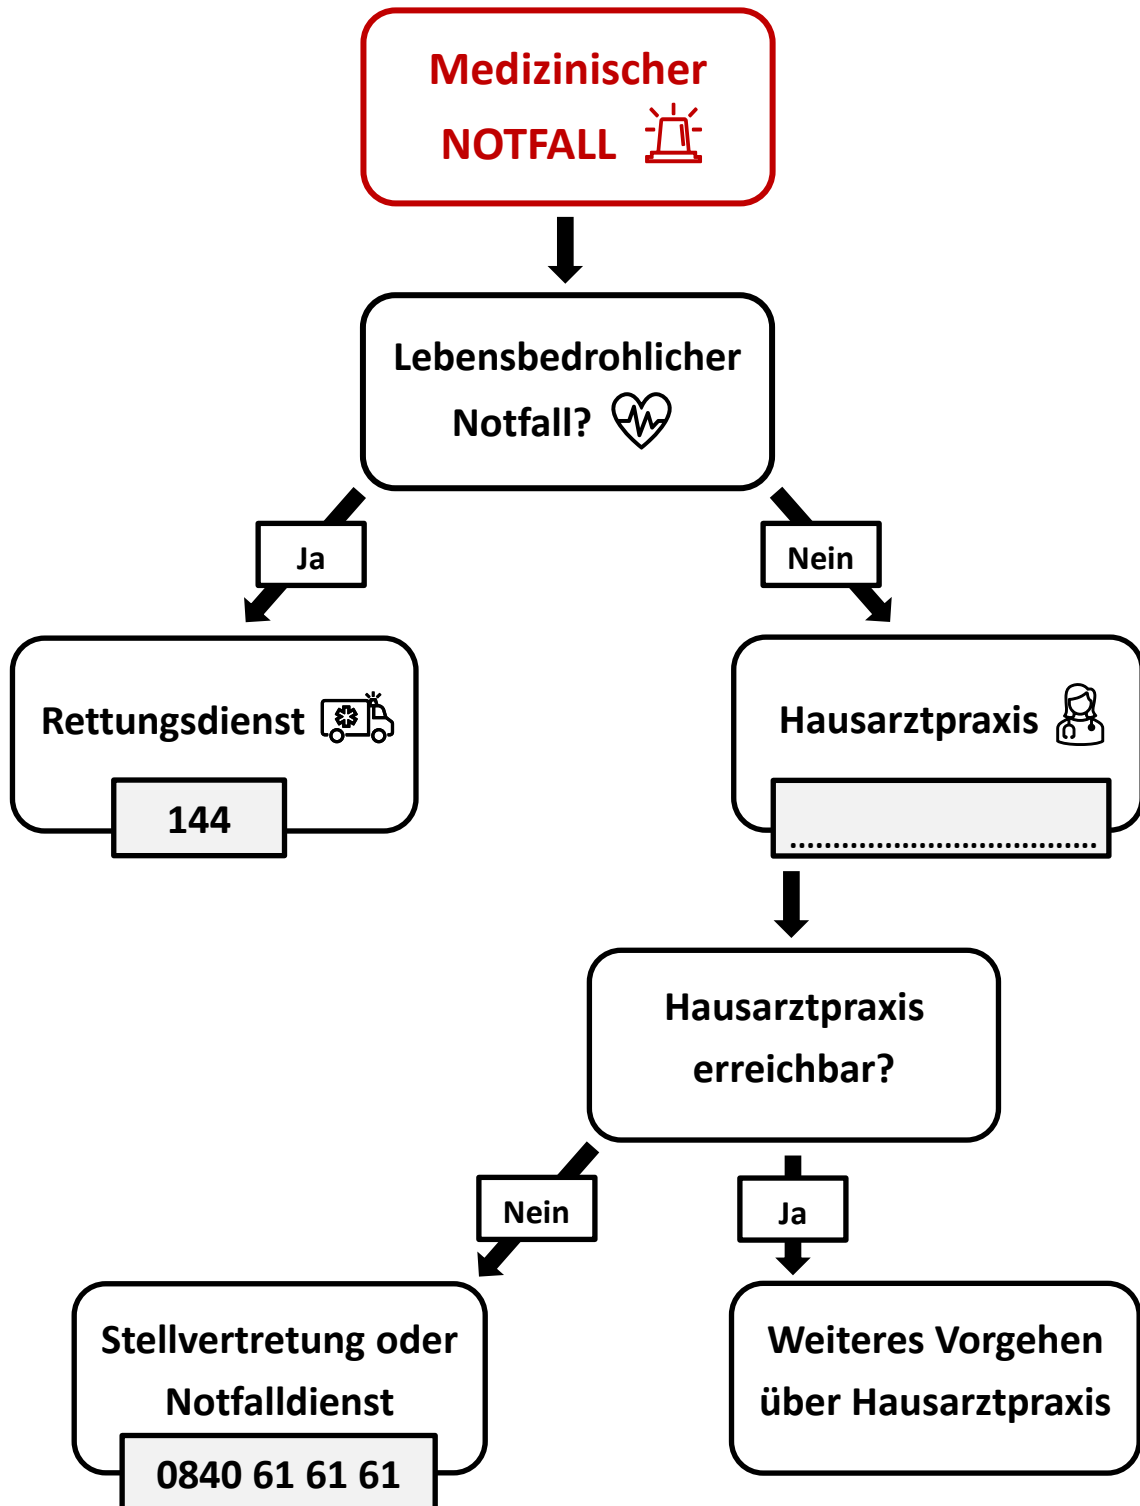 Medizinischer
NOTFALL
Lebensbedrohlicher
Notfall?
Ja
Nein
Rettungsdienst
144
Hausarztpraxis
....................................
Hausarztpraxis
erreichbar?
Nein
Ja
Stellvertretung oder
Notfalldienst
0840 61 61 61
Weiteres Vorgehen
über Hausarztpraxis